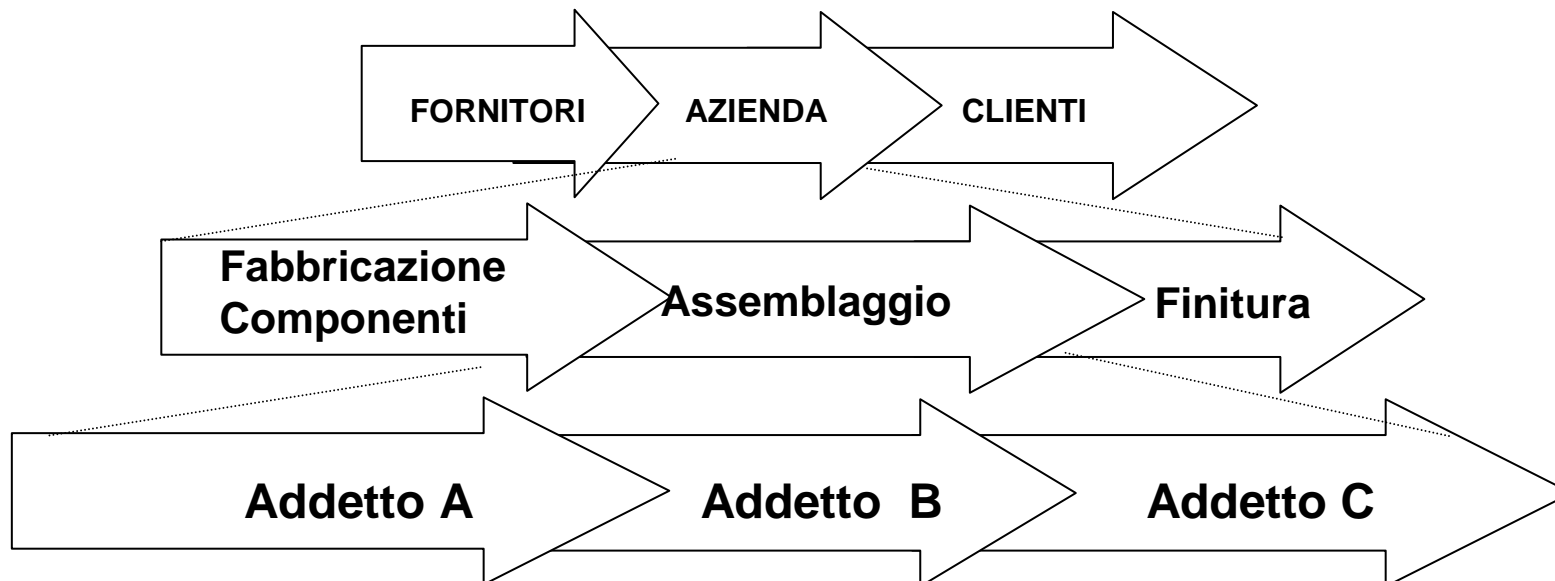 FORNITORI AZIENDA CLIENTI
Fabbricazione
Componenti
Assemblaggio
Finitura
Addetto A Addetto B Addetto C